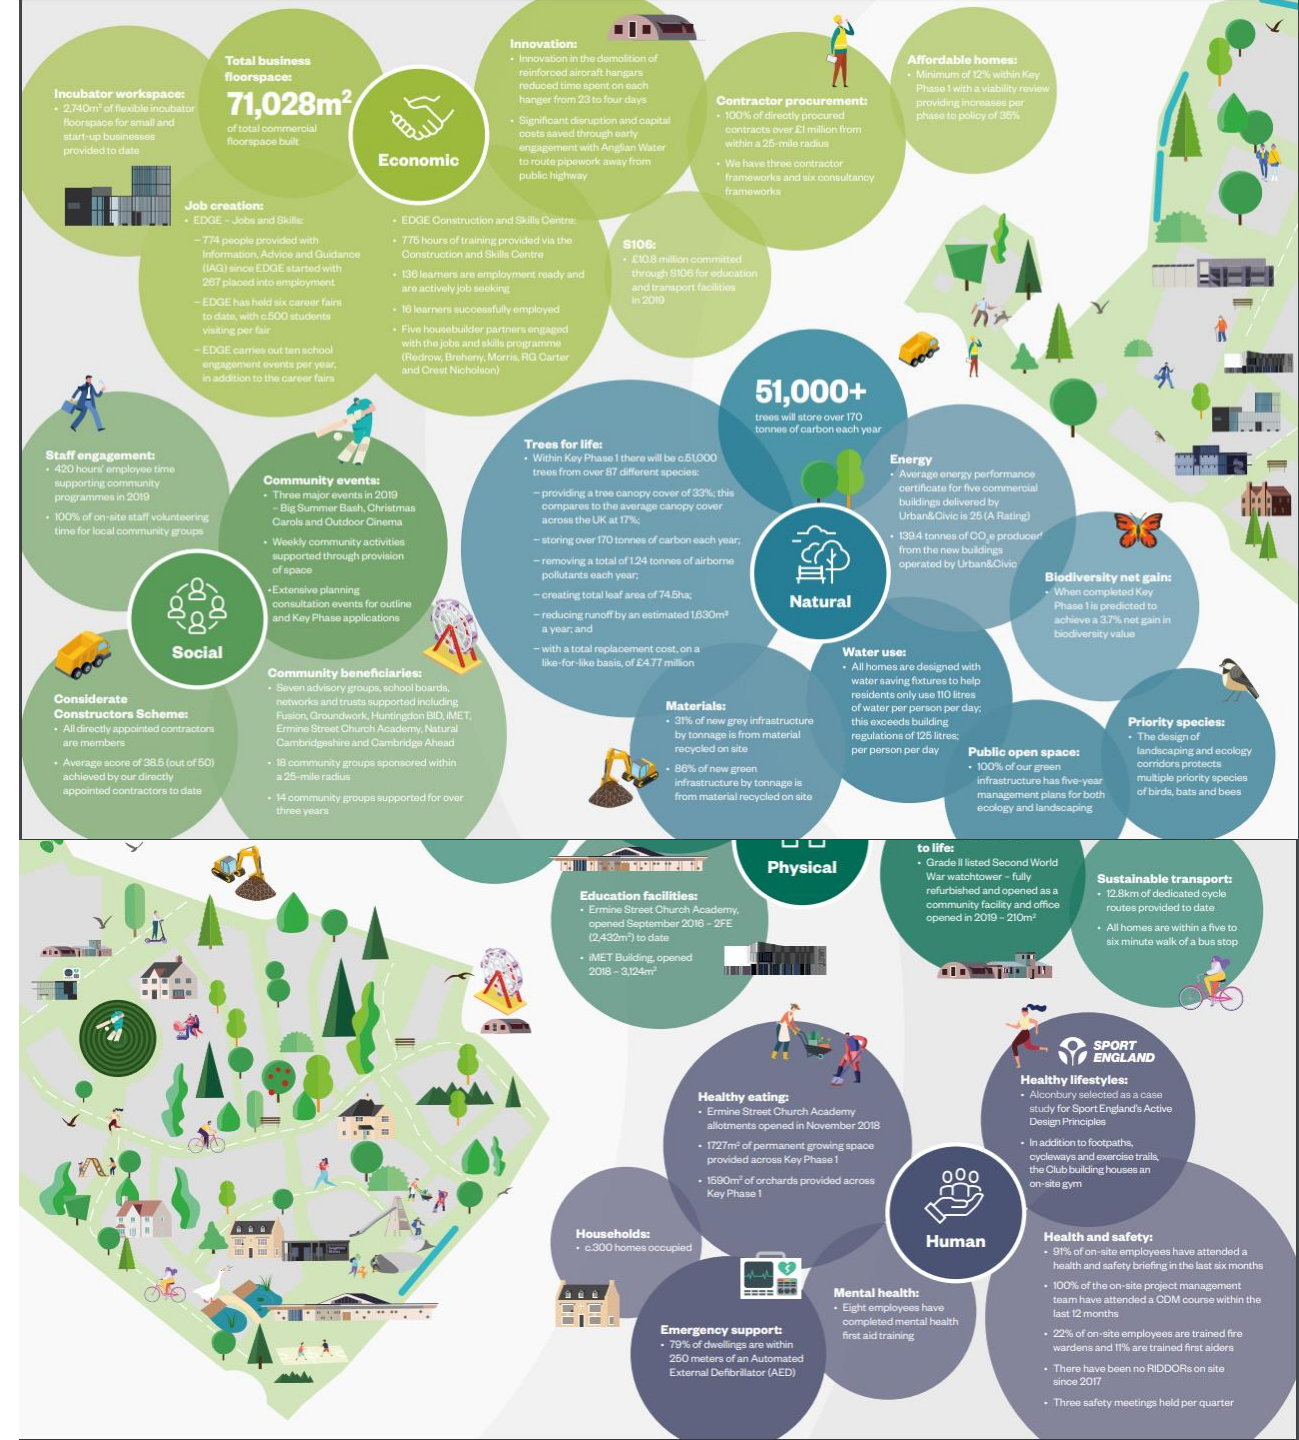 Incubator workspace:
• 2,740m² of flexible incubator
floorspace for small and
start-up businesses
provided to date
Total business
floorspace:
71,028m²
of total commercial
floorspace built
Economic
Innovation:
• Innovation in the demolition of
reinforced aircraft hangars
reduced time spent on each
hanger from 23 to four days
• Significant disruption and capital
costs saved through early
engagement with Anglian Water
to route pipework away from
public highway
Contractor procurement:
• 100% of directly procured
contracts over £1 million from
within a 25-mile radius
• We have three contractor
frameworks and six consultancy
frameworks
Affordable homes:
• Minimum of 12% within Key
Phase 1 with a viability review
providing increases per
phase to policy of 35%
Job creation:
• EDGE – Jobs and Skills:
– 774 people provided with
Information, Advice and Guidance
(IAG) since EDGE started with
267 placed into employment
– EDGE has held six career fairs
to date, with c.500 students
visiting per fair
– EDGE carries out ten school
engagement events per year,
in addition to the career fairs
• EDGE Construction and Skills Centre:
• 775 hours of training provided via the
Construction and Skills Centre
• 136 learners are employment ready and
are actively job seeking
• 16 learners successfully employed
• Five housebuilder partners engaged
with the jobs and skills programme
(Redrow, Breheny, Morris, RG Carter
and Crest Nicholson)
S106:
• £10.8 million committed
through S106 for education
and transport facilities
in 2019
Staff engagement:
• 420 hours' employee time
supporting community
programmes in 2019
• 100% of on-site staff volunteering
time for local community groups
Community events:
• Three major events in 2019
– Big Summer Bash, Christmas
Carols and Outdoor Cinema
• Weekly community activities
supported through provision
of space
• Extensive planning
consultation events for outline
and Key Phase applications
Social
Considerate
Constructors Scheme:
• All directly appointed contractors
are members
• Average score of 38.5 (out of 50)
achieved by our directly
appointed contractors to date
Community beneficiaries:
• Seven advisory groups, school boards,
networks and trusts supported including
Fusion, Groundwork, Huntingdon BID, iMET,
Ermine Street Church Academy, Natural
Cambridgeshire and Cambridge Ahead
• 18 community groups sponsored within
a 25-mile radius
• 14 community groups supported for over
three years
Trees for life:
• Within Key Phase 1 there will be c.51,000
trees from over 87 different species:
– providing a tree canopy cover of 33%; this
compares to the average canopy cover
across the UK at 17%;
– storing over 170 tonnes of carbon each year;
– removing a total of 1.24 tonnes of airborne
pollutants each year;
– creating total leaf area of 74.5ha;
– reducing runoff by an estimated 1,630m³
a year; and
– with a total replacement cost, on a
like-for-like basis, of £4.77 million
51,000+
trees will store over 170
tonnes of carbon each year
Natural
Energy
• Average energy performance
certificate for five commercial
buildings delivered by
Urban&Civic is 25 (A Rating)
• 139.4 tonnes of CO₂e produced
from the new buildings
operated by Urban&Civic
Biodiversity net gain:
• When completed Key
Phase 1 is predicted to
achieve a 3.7% net gain in
biodiversity value
Materials:
• 31% of new grey infrastructure
by tonnage is from material
recycled on site
• 86% of new green
infrastructure by tonnage is
from material recycled on site
Water use:
• All homes are designed with
water saving fixtures to help
residents only use 110 litres
of water per person per day;
this exceeds building
regulations of 125 litres;
per person per day
Public open space:
• 100% of our green
infrastructure has five-year
management plans for both
ecology and landscaping
Priority species:
• The design of
landscaping and ecology
corridors protects
multiple priority species
of birds, bats and bees
Physical
Education facilities:
• Ermine Street Church Academy,
opened September 2016 – 2FE
(2,432m²) to date
• iMET Building, opened
2018 – 3,124m²
to life:
• Grade II listed Second World
War watchtower – fully
refurbished and opened as a
community facility and office
opened in 2019 – 210m²
Sustainable transport:
• 12.8km of dedicated cycle
routes provided to date
• All homes are within a five to
six minute walk of a bus stop
Healthy eating:
• Ermine Street Church Academy
allotments opened in November 2018
• 1727m² of permanent growing space
provided across Key Phase 1
• 1590m² of orchards provided across
Key Phase 1
SPORT
ENGLAND
Healthy lifestyles:
• Alconbury selected as a case
study for Sport England's Active
Design Principles
• In addition to footpaths,
cycleways and exercise trails,
the Club building houses an
on-site gym
Human
Households:
• c.300 homes occupied
Emergency support:
• 79% of dwellings are within
250 meters of an Automated
External Defibrillator (AED)
Mental health:
• Eight employees have
completed mental health
first aid training
Health and safety:
• 91% of on-site employees have attended a
health and safety briefing in the last six months
• 100% of the on-site project management
team have attended a CDM course within the
last 12 months
• 22% of on-site employees are trained fire
wardens and 11% are trained first aiders
• There have been no RIDDORs on site
since 2017
• Three safety meetings held per quarter